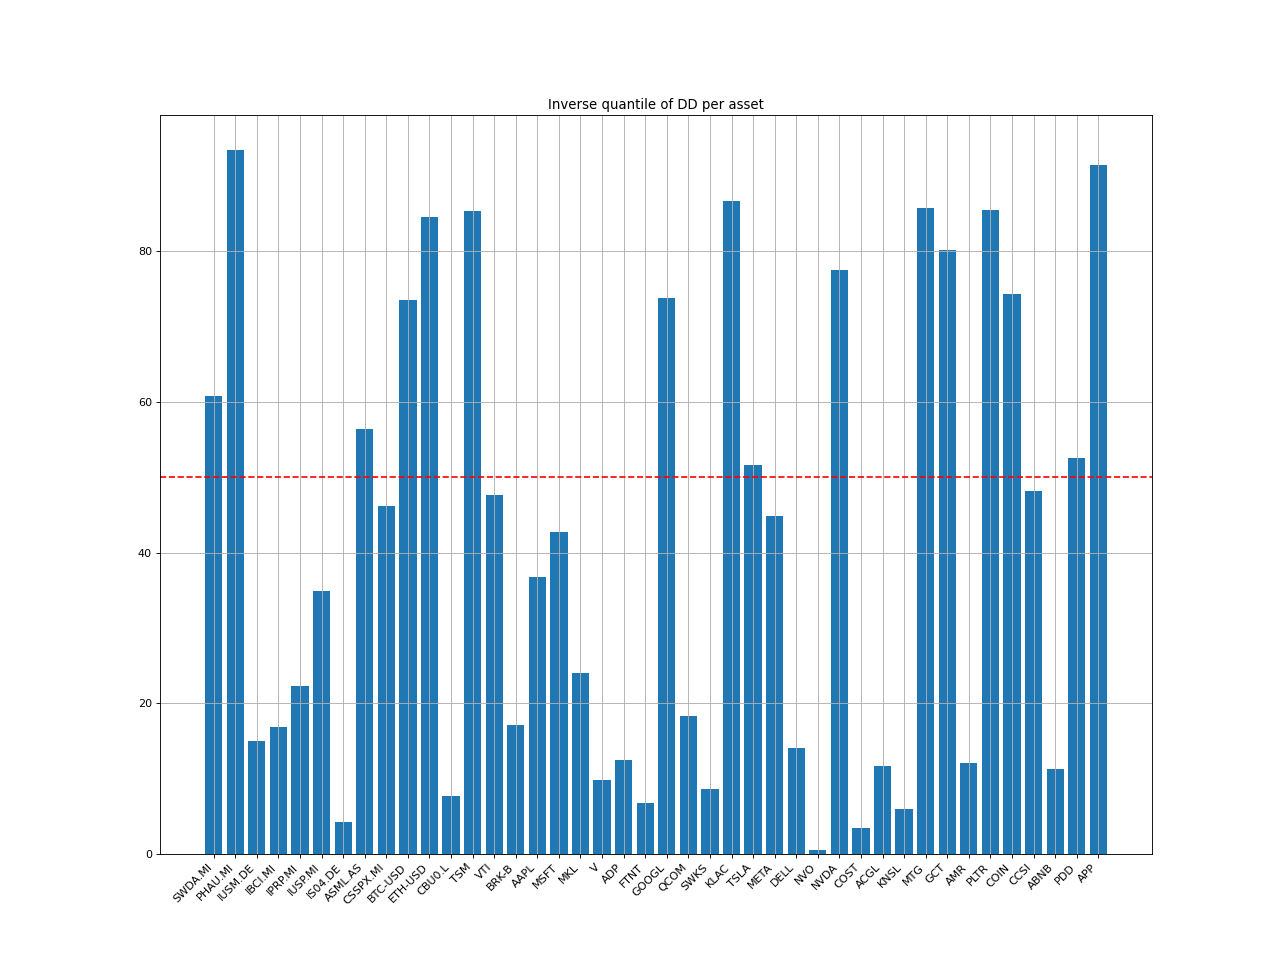 Inverse quantile of DD per asset
80
60
40
20
0
SWDA.MI
PHAU.MI
IUSM.DE
IBCI.MI
IPRP.MI
IUSP.MI
IS04.DE
ASML.AS
CSSPX.MI
BTC-USD
ETH-USD
CBU0.L
TSM
VTI
BRK-B
AAPL
MSFT
MKL
V
ADP
FTNT
GOOGL
QCOM
SWKS
KLAC
TSLA
META
DELL
NVO
NVDA
COST
ACGL
KNSL
MTG
GCT
AMR
PLTR
COIN
CCSI
ABNB
PDD
APP